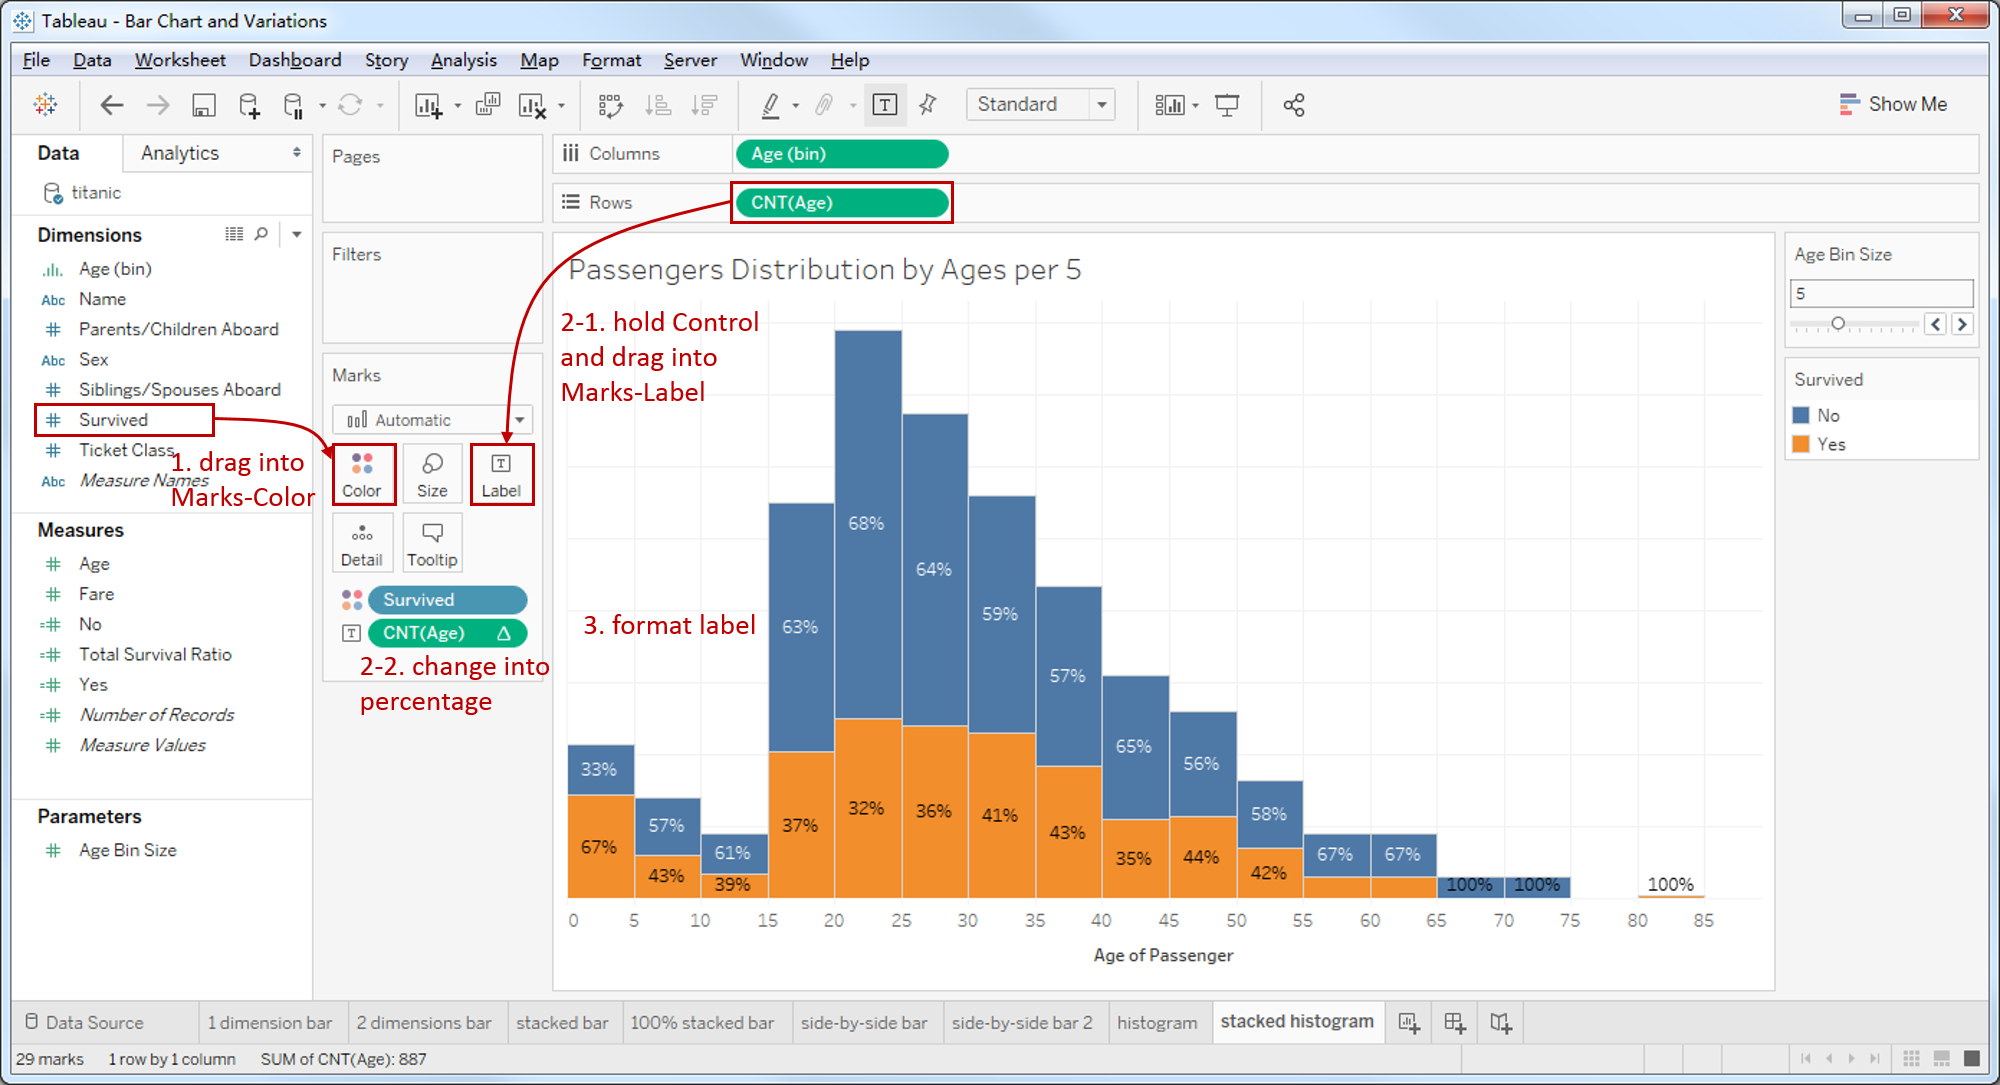 Tableau - Bar Chart and Variations
File Data Worksheet Dashboard Story Analysis Map Format Server Window Help
Standard
Show Me
Data Analytics
titanic
Dimensions
Age (bin)
Abc Name
Parents/Children Aboard
Abc Sex
Siblings/Spouses Aboard
Survived
Ticket Class
Abc Measure Names
1. drag into
Marks-Color
Measures
Age
Fare
No
Total Survival Ratio
Yes
Number of Records
Measure Values
Parameters
Age Bin Size
Pages
Filters
Marks
Automatic
Color Size Label
Detail Tooltip
Survived
CNT(Age) Δ
2-2. change into
percentage
Columns Age (bin)
Rows CNT(Age)
Passengers Distribution by Ages per 5
2-1. hold Control
and drag into
Marks-Label
3. format label
68%
64%
59%
63%
57%
65%
56%
33%
58%
57%
61%
67% 67%
37% 32% 36% 41% 43%
67% 43% 39% 35% 44% 42% 100% 100% 100%
0 5 10 15 20 25 30 35 40 45 50 55 60 65 70 75 80 85
Age of Passenger
Age Bin Size
5
Survived
No
Yes
Data Source 1 dimension bar 2 dimensions bar stacked bar 100% stacked bar side-by-side bar side-by-side bar 2 histogram stacked histogram
29 marks 1 row by 1 column SUM of CNT(Age): 887